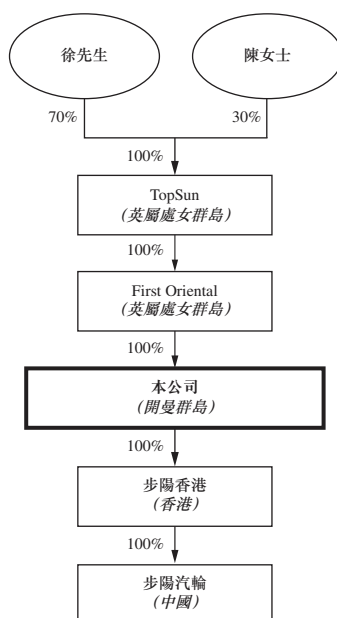 徐先生
陳女士
70%
30%
100%
TopSun
(英屬處女群島)
100%
First Oriental
(英屬處女群島)
100%
本公司
(開曼群島)
100%
步陽香港
(香港)
100%
步陽汽輪
(中國)